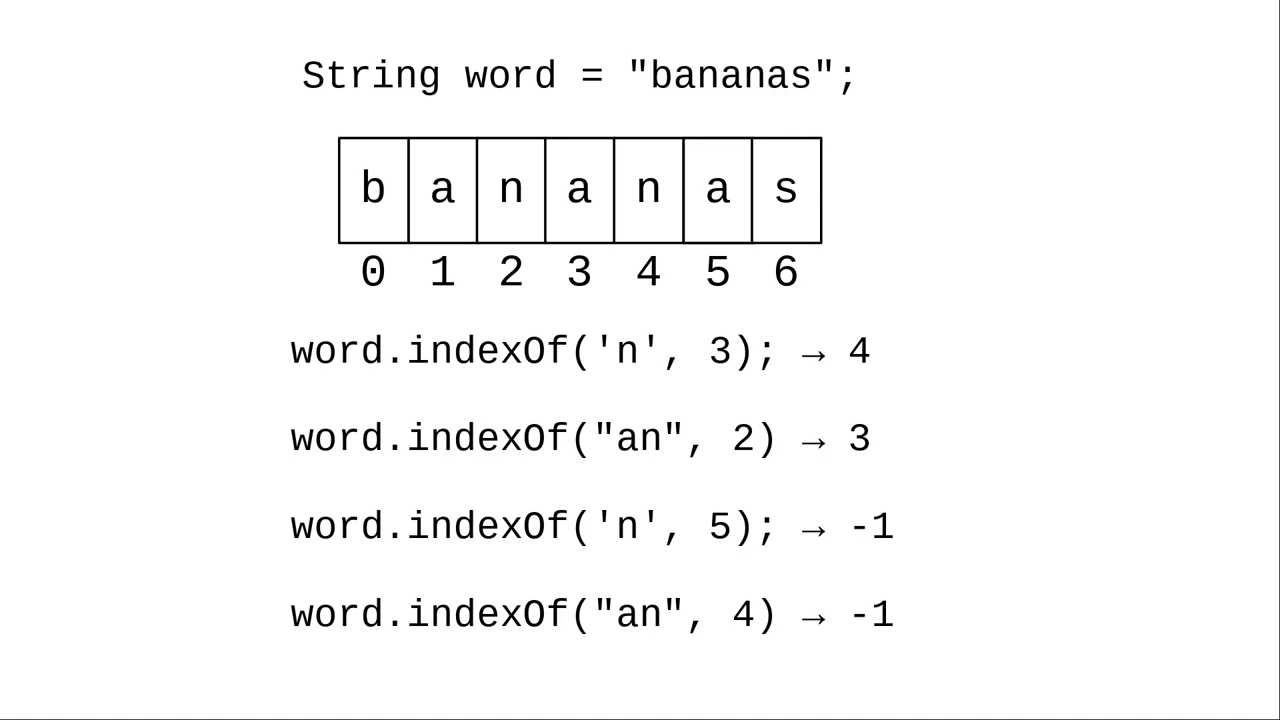 String word = "bananas";
b a n a n a s
0 1 2 3 4 5 6
word.indexOf('n', 3); → 4
word.indexOf("an", 2) → 3
word.indexOf('n', 5); → -1
word.indexOf("an", 4) → -1